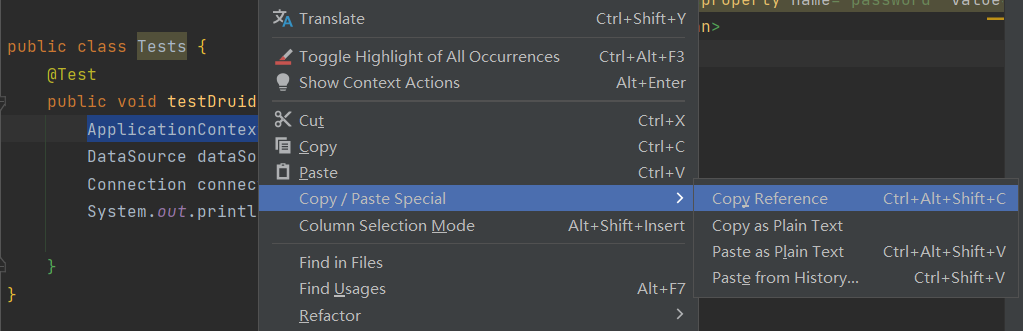 property name="password" value
n>
public class Tests {
@Test
public void testDruid
ApplicationContex
DataSource dataSo
Connection connec
System.out.printl
}
}
Translate Ctrl+Shift+Y
Toggle Highlight of All Occurrences Ctrl+Alt+F3
Show Context Actions Alt+Enter
Cut Ctrl+X
Copy Ctrl+C
Paste Ctrl+V
Copy / Paste Special
Column Selection Mode Alt+Shift+Insert
Find in Files
Find Usages Alt+F7
Refactor
Copy Reference Ctrl+Alt+Shift+C
Copy as Plain Text
Paste as Plain Text Ctrl+Alt+Shift+V
Paste from History... Ctrl+Shift+V